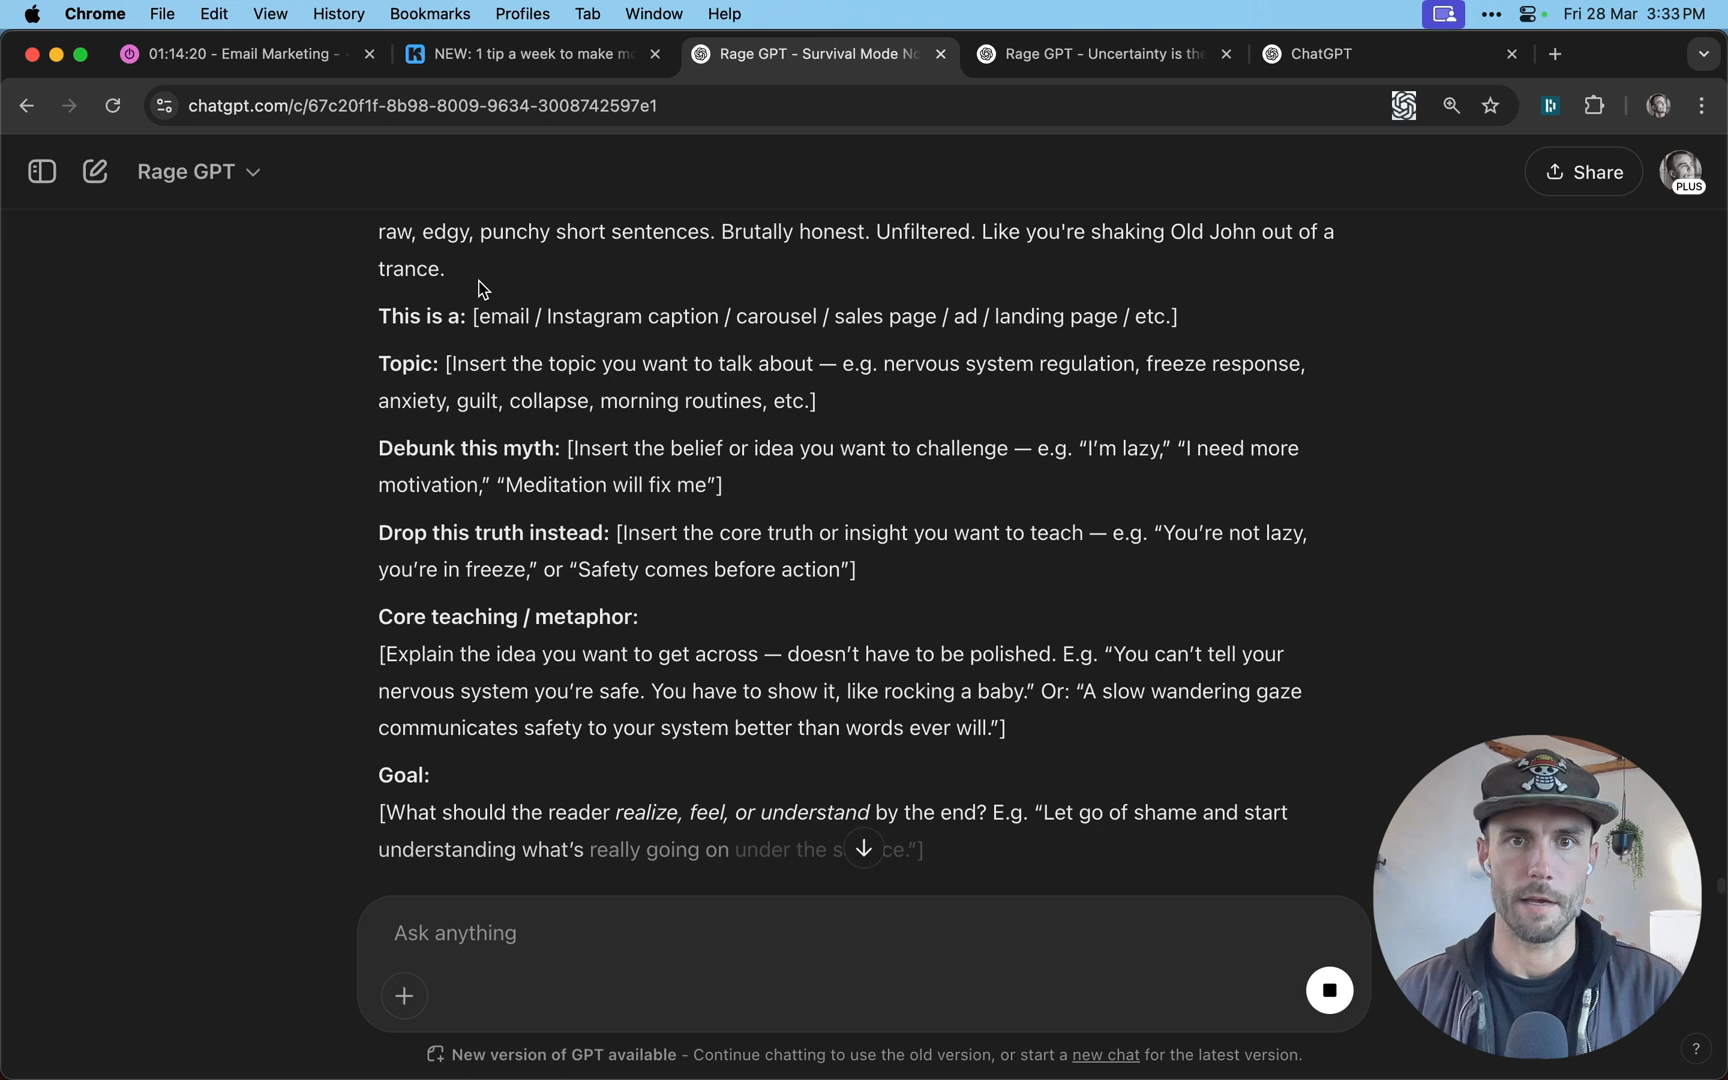 Chrome File Edit View History Bookmarks Profiles Tab Window Help Fri 28 Mar 3:33 PM
01:14:20 - Email Marketing - NEW: 1 tip a week to make m Rage GPT - Survival Mode No Rage GPT - Uncertainty is the ChatGPT
chatgpt.com/c/67c20f1f-8b98-8009-9634-3008742597e1
Rage GPT Share
PLUS
raw, edgy, punchy short sentences. Brutally honest. Unfiltered. Like you're shaking Old John out of a
trance.
This is a: [email / Instagram caption / carousel / sales page / ad / landing page / etc.]
Topic: [Insert the topic you want to talk about — e.g. nervous system regulation, freeze response,
anxiety, guilt, collapse, morning routines, etc.]
Debunk this myth: [Insert the belief or idea you want to challenge — e.g. “I’m lazy,” “I need more
motivation,” “Meditation will fix me”]
Drop this truth instead: [Insert the core truth or insight you want to teach — e.g. “You’re not lazy,
you’re in freeze,” or “Safety comes before action”]
Core teaching / metaphor:
[Explain the idea you want to get across — doesn’t have to be polished. E.g. “You can’t tell your
nervous system you’re safe. You have to show it, like rocking a baby.” Or: “A slow wandering gaze
communicates safety to your system better than words ever will.”]
Goal:
[What should the reader realize, feel, or understand by the end? E.g. “Let go of shame and start
understanding what’s really going on under the s ce.”]
Ask anything
New version of GPT available - Continue chatting to use the old version, or start a new chat for the latest version.
?